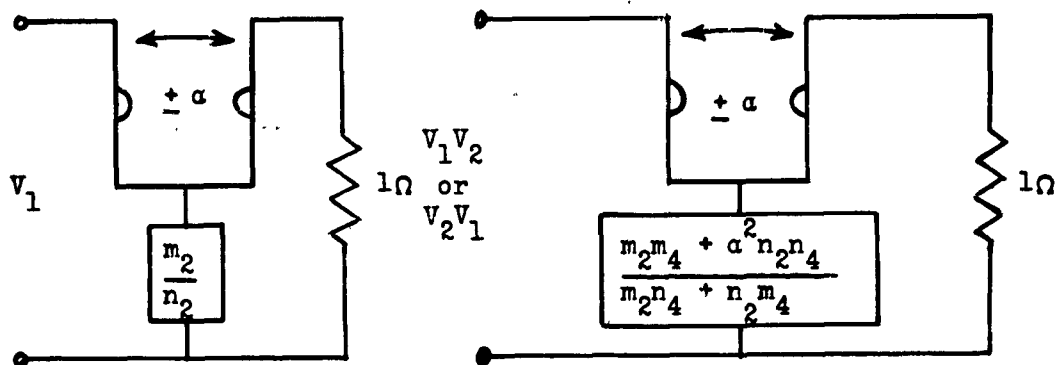 V₁
± α
m₂
n₂
1Ω
V₁V₂
or
V₂V₁
± α
m₂m₄ + α²n₂n₄
m₂n₄ + n₂m₄
1Ω